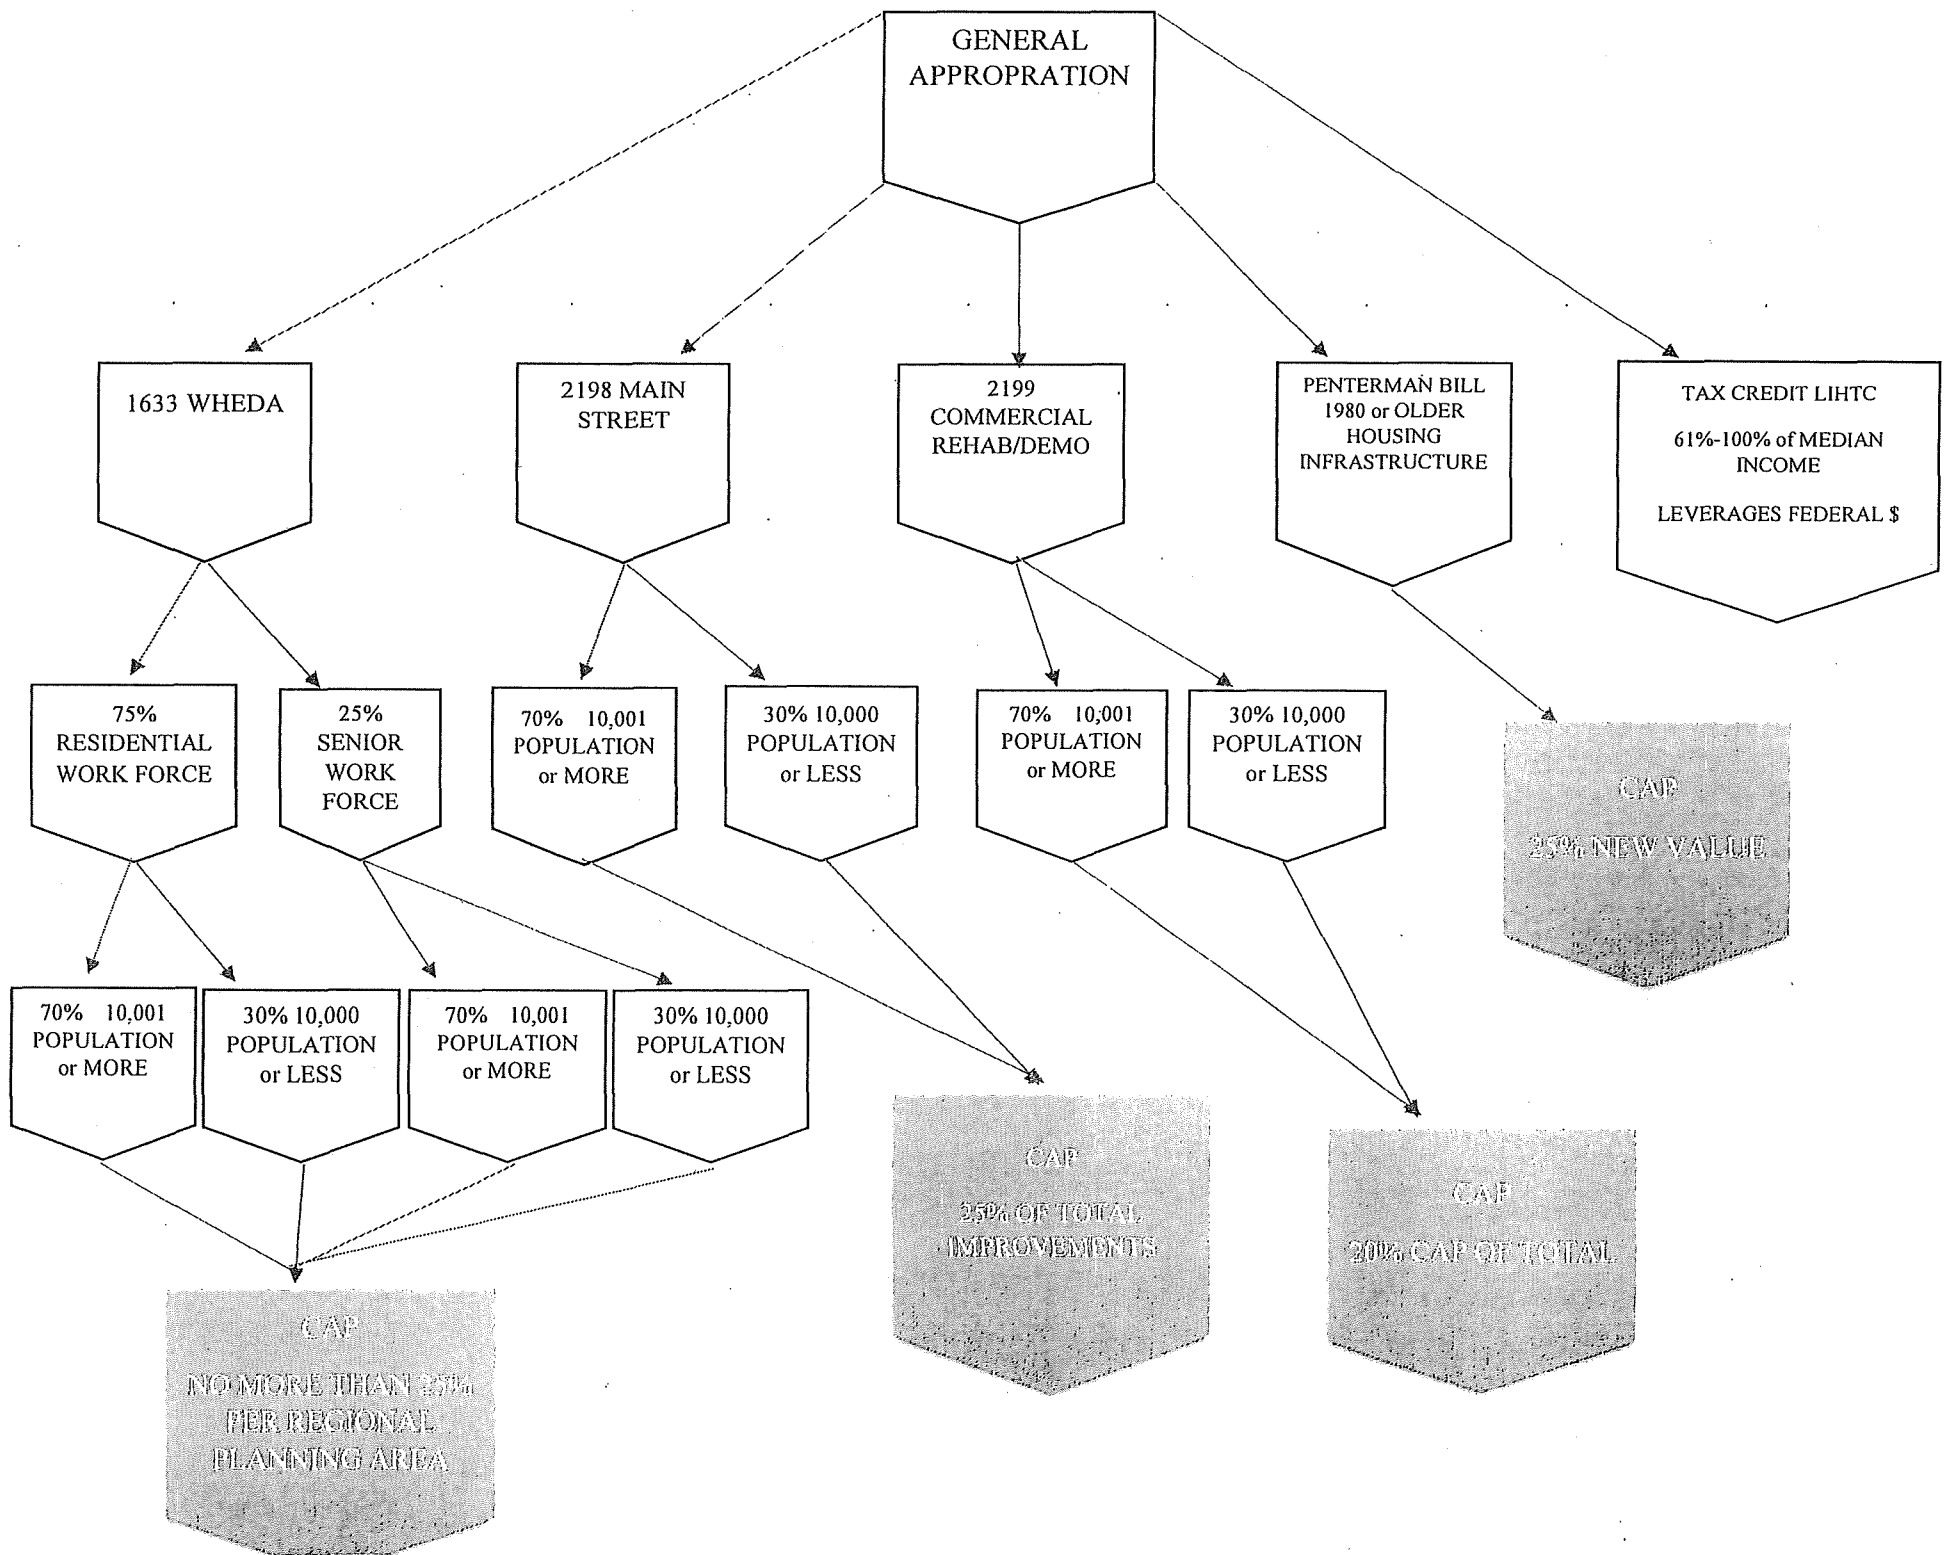 GENERAL
APPROPRATION
1633 WHEDA
2198 MAIN
STREET
2199
COMMERCIAL
REHAB/DEMO
PENTERMAN BILL
1980 or OLDER
HOUSING
INFRASTRUCTURE
TAX CREDIT LIHTC
61%-100% of MEDIAN
INCOME
LEVERAGES FEDERAL $
75%
RESIDENTIAL
WORK FORCE
25%
SENIOR
WORK
FORCE
70% 10,001
POPULATION
or MORE
30% 10,000
POPULATION
or LESS
70% 10,001
POPULATION
or MORE
30% 10,000
POPULATION
or LESS
CAP
25% NEW VALUE
70% 10,001
POPULATION
or MORE
30% 10,000
POPULATION
or LESS
70% 10,001
POPULATION
or MORE
30% 10,000
POPULATION
or LESS
CAP
25% OF TOTAL
IMPROVEMENTS
CAP
20% CAP OF TOTAL
CAP
NO MORE THAN 25%
PER REGIONAL
PLANNING AREA